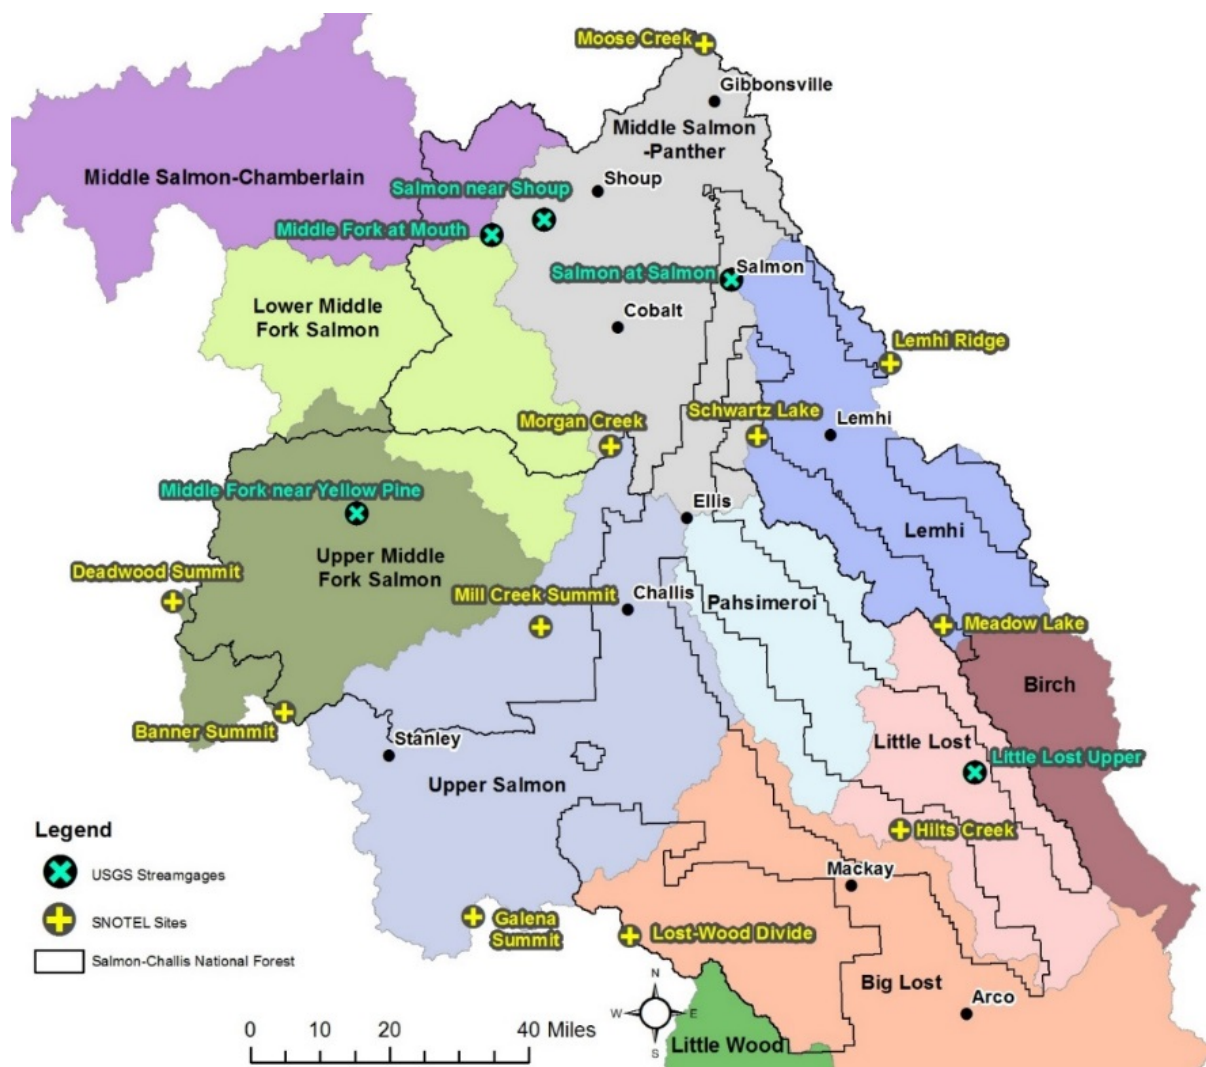 Moose Creek
Gibbonsville
Middle Salmon
-Panther
Middle Salmon-Chamberlain
Salmon near Shoup
Shoup
Middle Fork at Mouth
Salmon at Salmon
Salmon
Lower Middle
Fork Salmon
Cobalt
Lemhi Ridge
Morgan Creek
Schwartz Lake
Lemhi
Middle Fork near Yellow Pine
Ellis
Lemhi
Upper Middle
Fork Salmon
Deadwood Summit
Mill Creek Summit
Challis
Pahsimeroi
Meadow Lake
Birch
Banner Summit
Stanley
Little Lost
Little Lost Upper
Upper Salmon
Hilts Creek
Legend
USGS Streamgages
SNOTEL Sites
Salmon-Challis National Forest
Mackay
Galena
Summit
Lost-Wood Divide
Big Lost
Arco
N
W
E
S
0 10 20 40 Miles
Little Wood